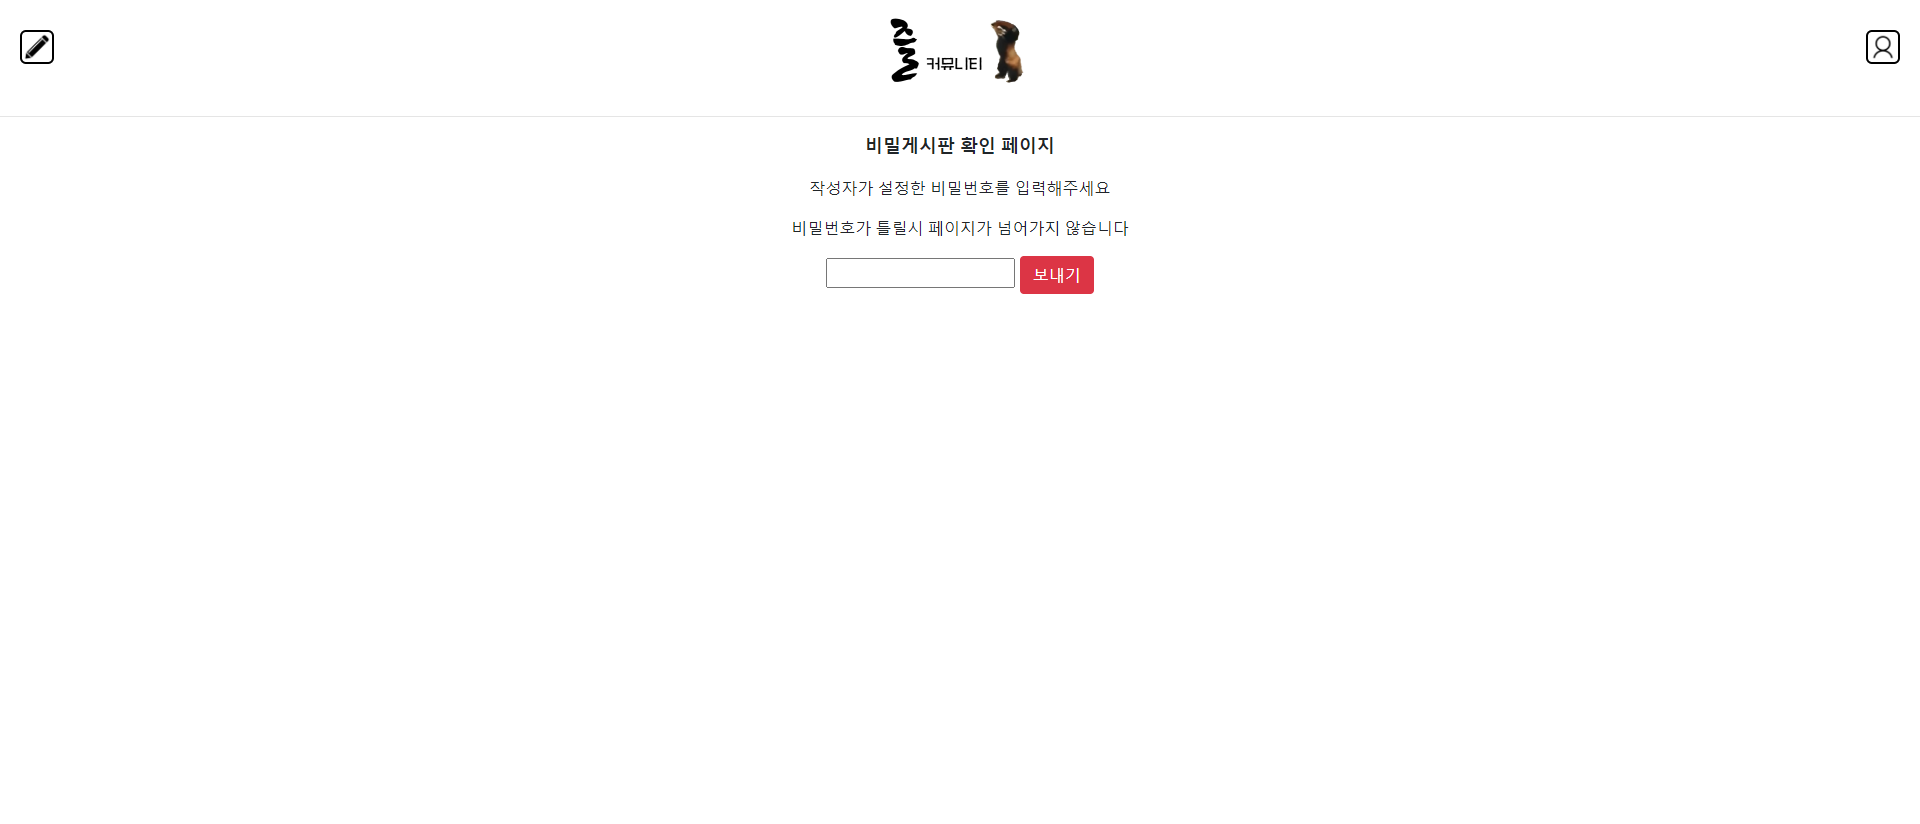 즐 커뮤니티
비밀게시판 확인 페이지
작성자가 설정한 비밀번호를 입력해주세요
비밀번호가 틀릴시 페이지가 넘어가지 않습니다
보내기